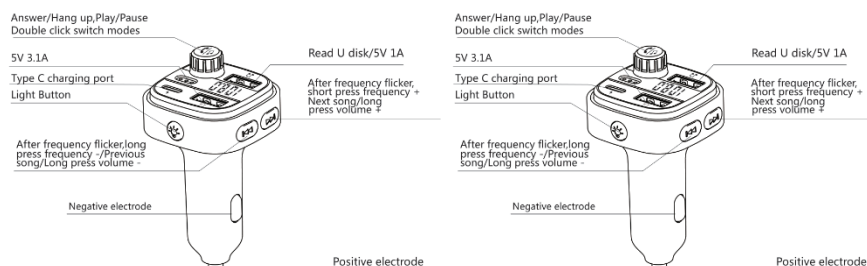 Answer/Hang up,Play/Pause
Double click switch modes
5V 3.1A
Type C charging port
Light Button
Read U disk/5V 1A
After frequency flicker,
short press frequency +
Next song/long
press volume +
After frequency flicker,long
press frequency -/Previous
song/Long press volume -
Negative electrode
Positive electrode
Answer/Hang up,Play/Pause
Double click switch modes
5V 3.1A
Type C charging port
Light Button
Read U disk/5V 1A
After frequency flicker,
short press frequency +
Next song/long
press volume +
After frequency flicker,long
press frequency -/Previous
song/Long press volume -
Negative electrode
Positive electrode